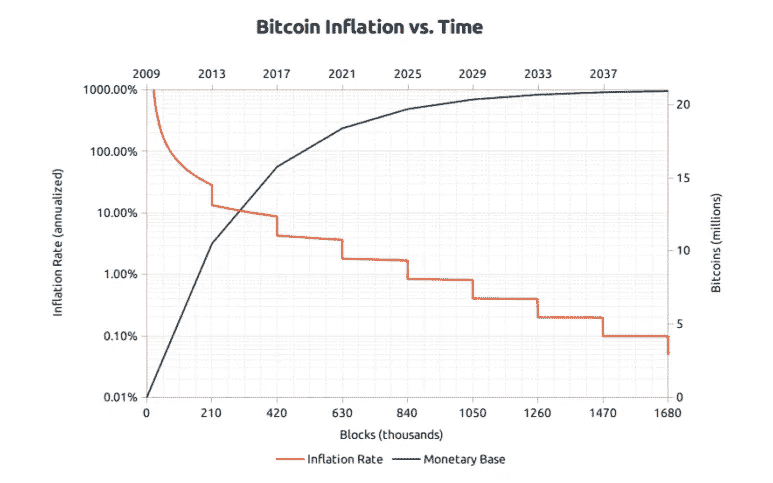 Bitcoin Inflation vs. Time
2009 2013 2017 2021 2025 2029 2033 2037
1000.00%
100.00%
10.00%
1.00%
0.10%
0.01%
Inflation Rate (annualized)
20
15
10
5
0
Bitcoins (millions)
0 210 420 630 840 1050 1260 1470 1680
Blocks (thousands)
Inflation Rate Monetary Base